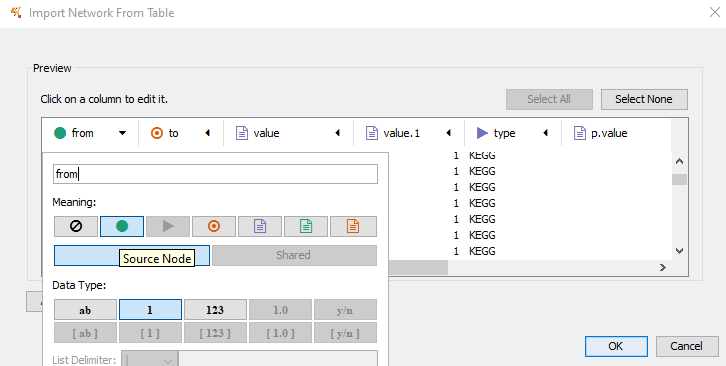 Import Network From Table
Preview
Click on a column to edit it.
Select All
Select None
from
to
value
value.1
type
p.value
from
1 KEGG
1 KEGG
1 KEGG
1 KEGG
1 KEGG
1 KEGG
1 KEGG
Meaning:
Source Node
Shared
Data Type:
ab
1
123
1.0
y/n
[ ab ]
[ 1 ]
[ 123 ]
[ 1.0 ]
[ y/n ]
List Delimiter:
|
OK
Cancel